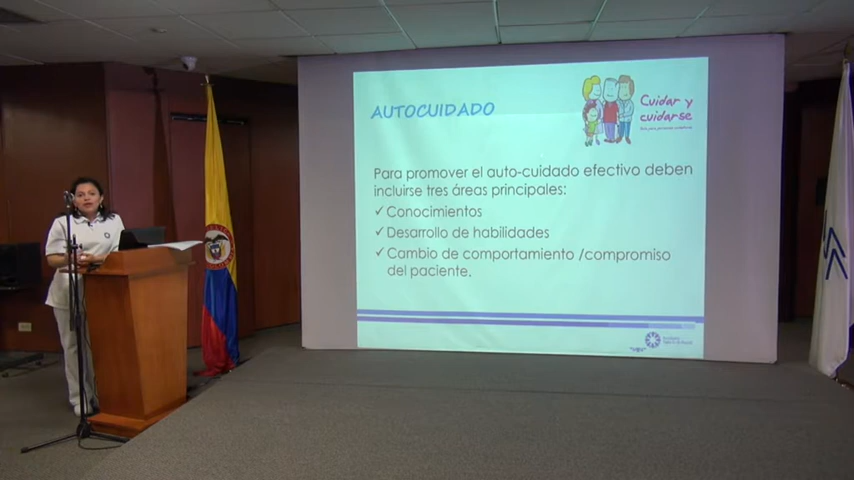 AUTOCUIDADO
Cuidar y
cuidarse
Para promover el auto-cuidado efectivo deben
incluirse tres áreas principales:
✓ Conocimientos
✓ Desarrollo de habilidades
✓ Cambio de comportamiento /compromiso
del paciente.